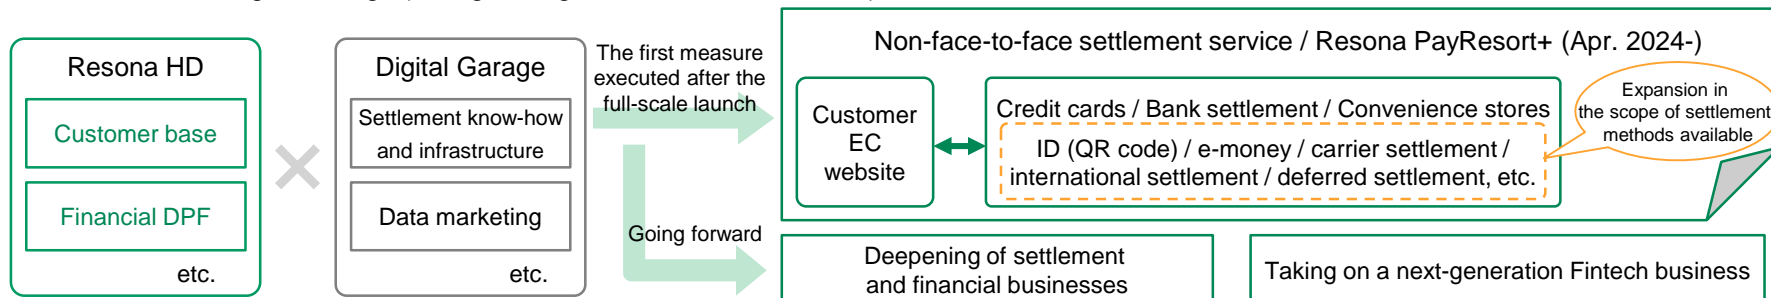 Resona HD
Customer base
Financial DPF
etc.
Digital Garage
Settlement know-how
and infrastructure
Data marketing
etc.
The first measure
executed after the
full-scale launch
Going forward
Non-face-to-face settlement service / Resona PayResort+ (Apr. 2024-)
Customer
EC
website
Credit cards / Bank settlement / Convenience stores
ID (QR code) / e-money / carrier settlement /
international settlement / deferred settlement, etc.
Expansion in
the scope of settlement
methods available
Deepening of settlement
and financial businesses
Taking on a next-generation Fintech business